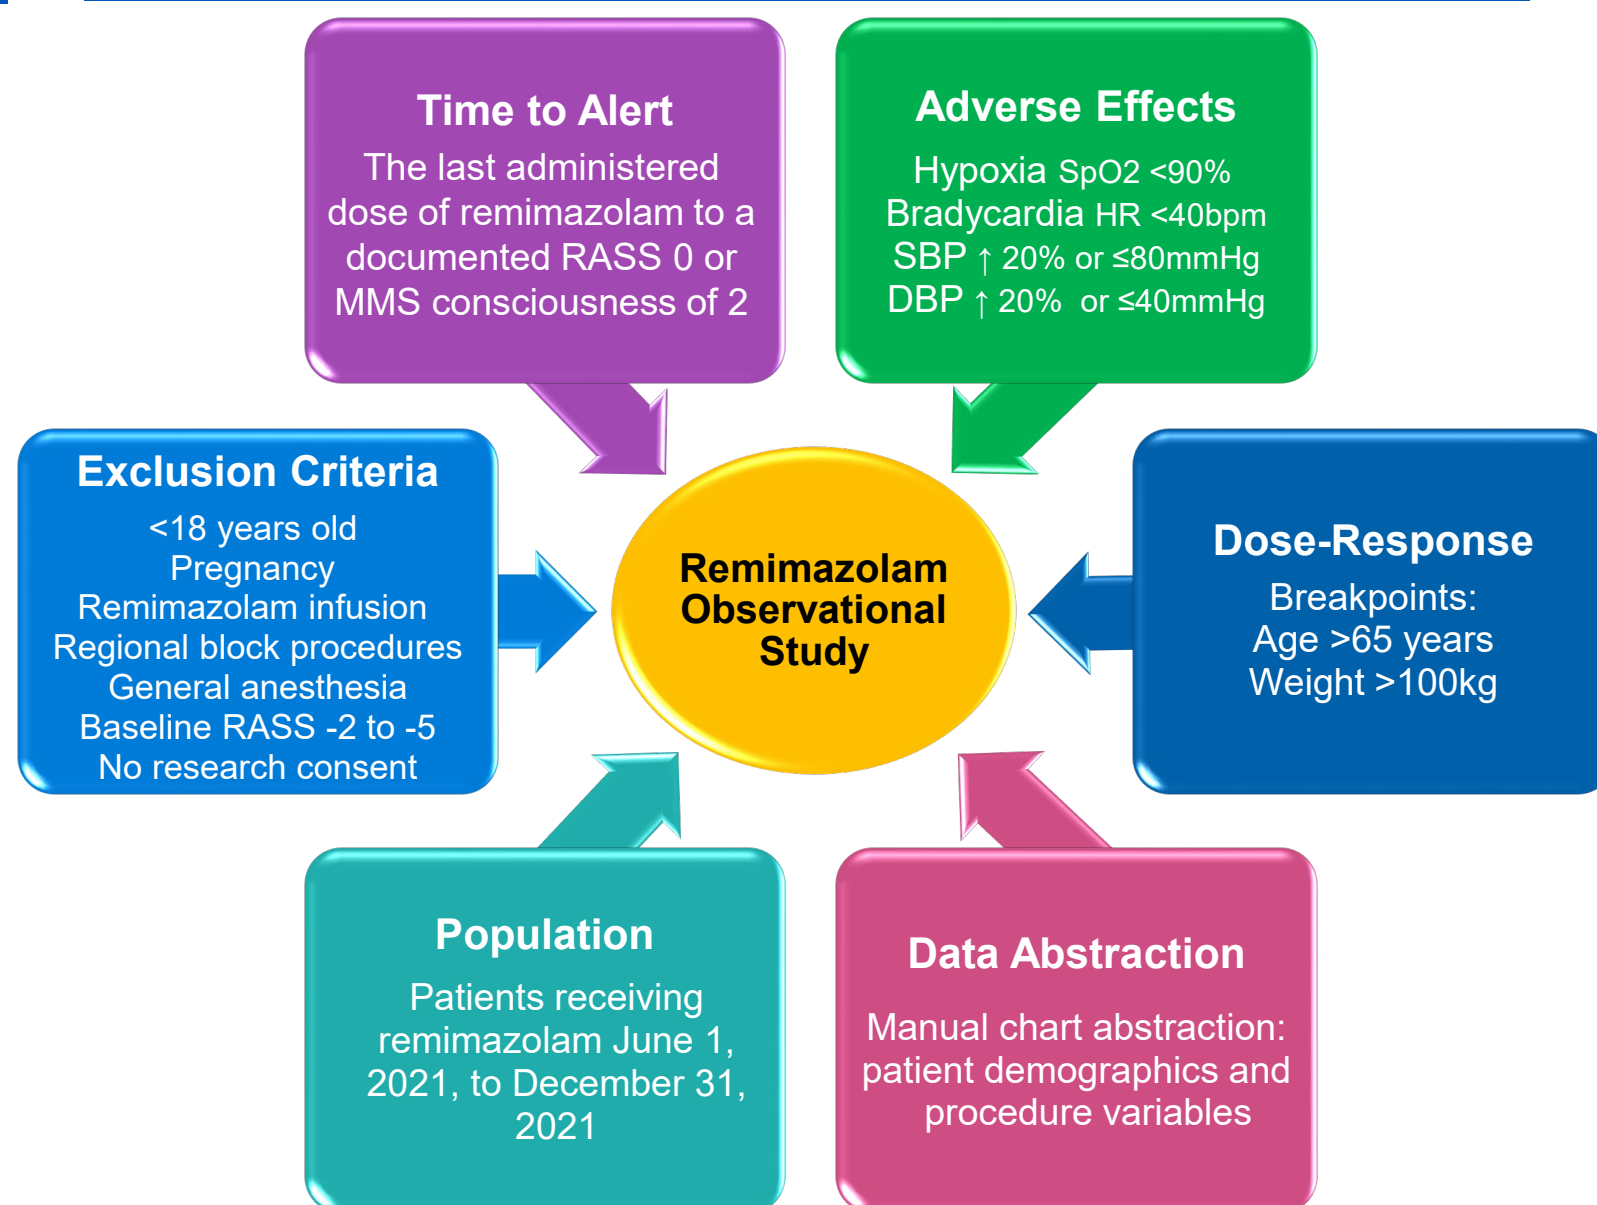 Time to Alert
The last administered
dose of remimazolam to a
documented RASS 0 or
MMS consciousness of 2
Adverse Effects
Hypoxia SpO2 <90%
Bradycardia HR <40bpm
SBP ↑ 20% or ≤80mmHg
DBP ↑ 20% or ≤40mmHg
Exclusion Criteria
<18 years old
Pregnancy
Remimazolam infusion
Regional block procedures
General anesthesia
Baseline RASS -2 to -5
No research consent
Remimazolam
Observational
Study
Dose-Response
Breakpoints:
Age >65 years
Weight >100kg
Population
Patients receiving
remimazolam June 1,
2021, to December 31,
2021
Data Abstraction
Manual chart abstraction:
patient demographics and
procedure variables